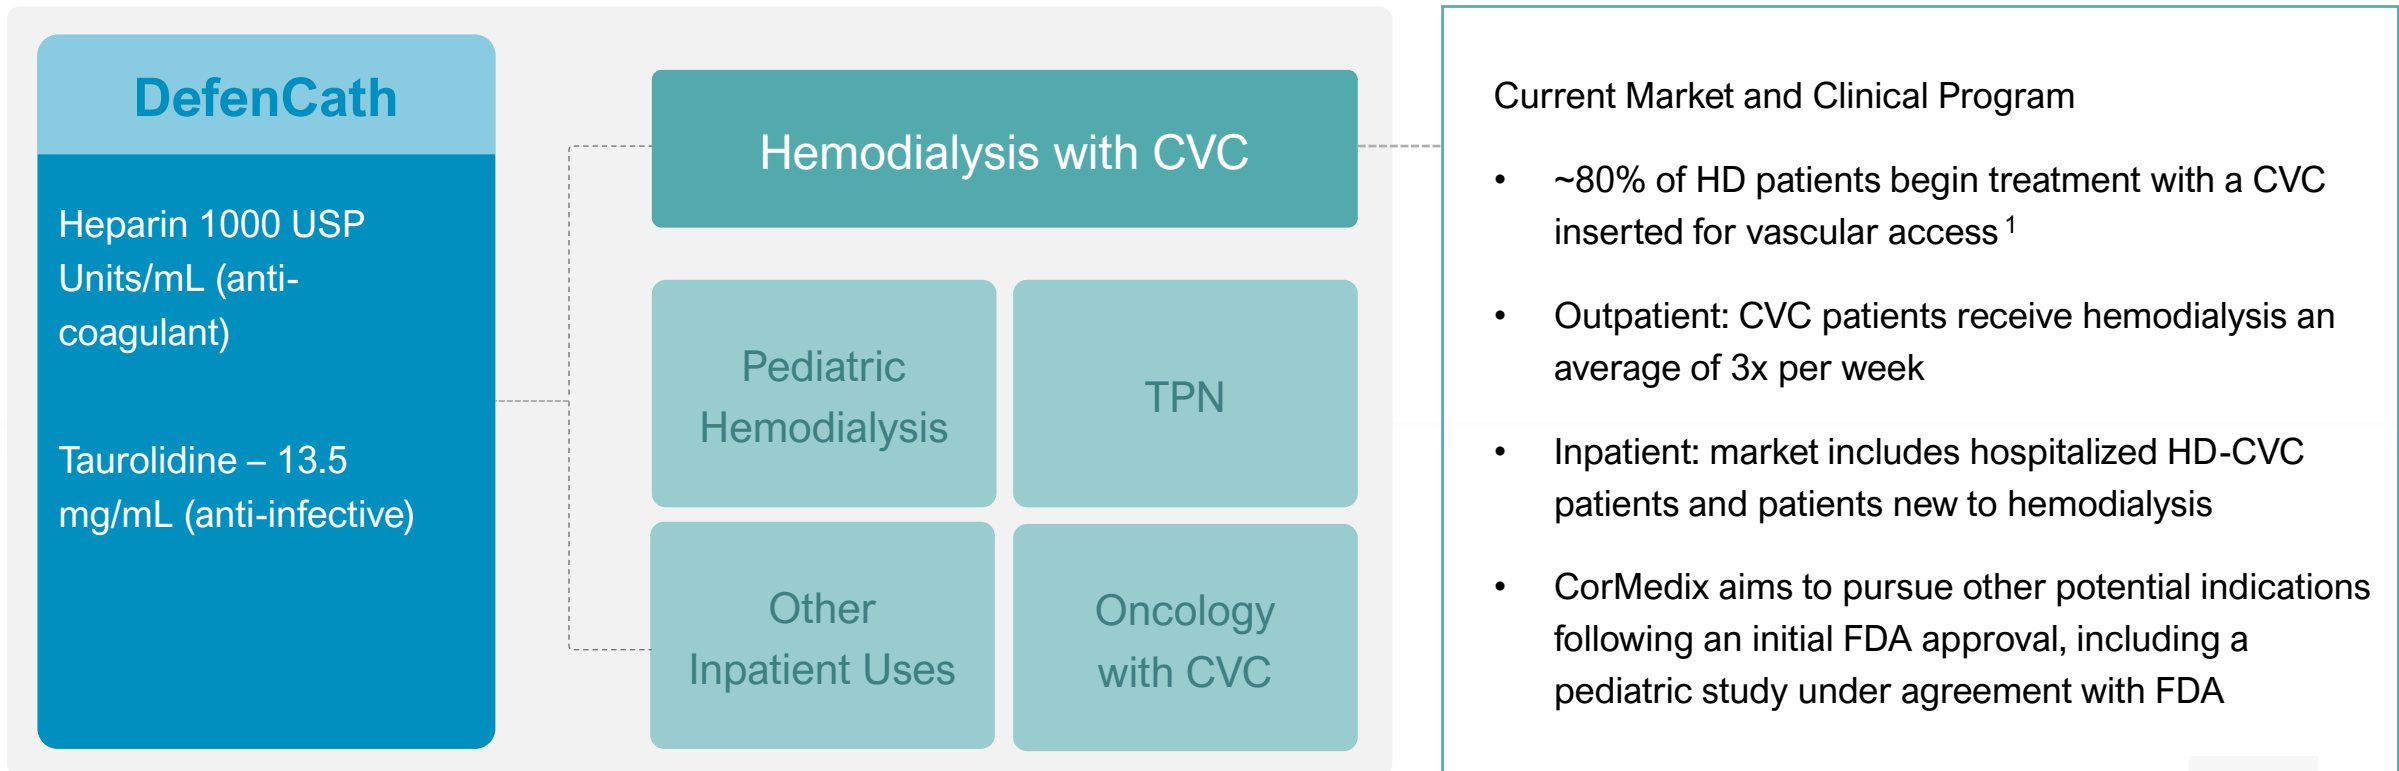 DefenCath
Heparin 1000 USP
Units/mL (anti-
coagulant)
Taurolidine – 13.5
mg/mL (anti-infective)
Hemodialysis with CVC
Pediatric
Hemodialysis
TPN
Other
Inpatient Uses
Oncology
with CVC
Current Market and Clinical Program
• ~80% of HD patients begin treatment with a CVC
inserted for vascular access 1
• Outpatient: CVC patients receive hemodialysis an
average of 3x per week
• Inpatient: market includes hospitalized HD-CVC
patients and patients new to hemodialysis
• CorMedix aims to pursue other potential indications
following an initial FDA approval, including a
pediatric study under agreement with FDA